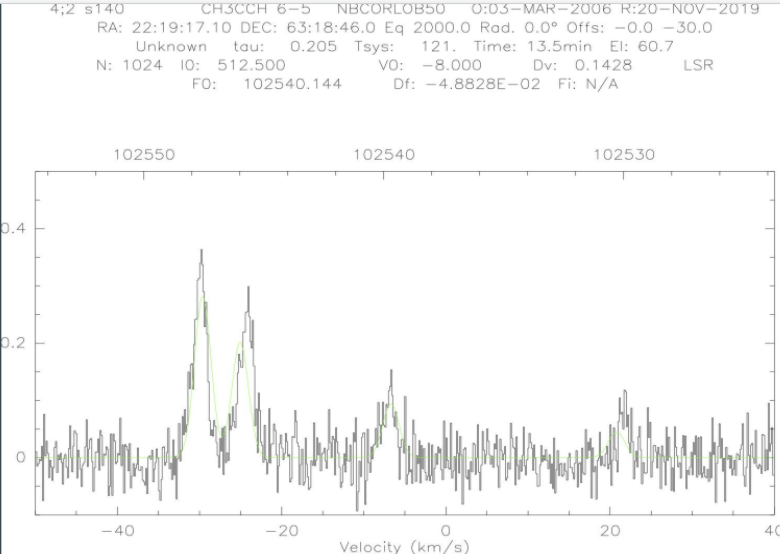 4;2 s140 CH3CCH 6-5 NBCORLOB50 O:03-MAR-2006 R:20-NOV-2019
RA: 22:19:17.10 DEC: 63:18:46.0 Eq 2000.0 Rad. 0.0° Offs: -0.0 -30.0
Unknown tau: 0.205 Tsys: 121. Time: 13.5min El: 60.7
N: 1024 I0: 512.500 V0: -8.000 Dv: 0.1428 LSR
F0: 102540.144 Df: -4.8828E-02 Fi: N/A
102550 102540 102530
0.4
0.2
0
-40 -20 0 20 40
Velocity (km/s)